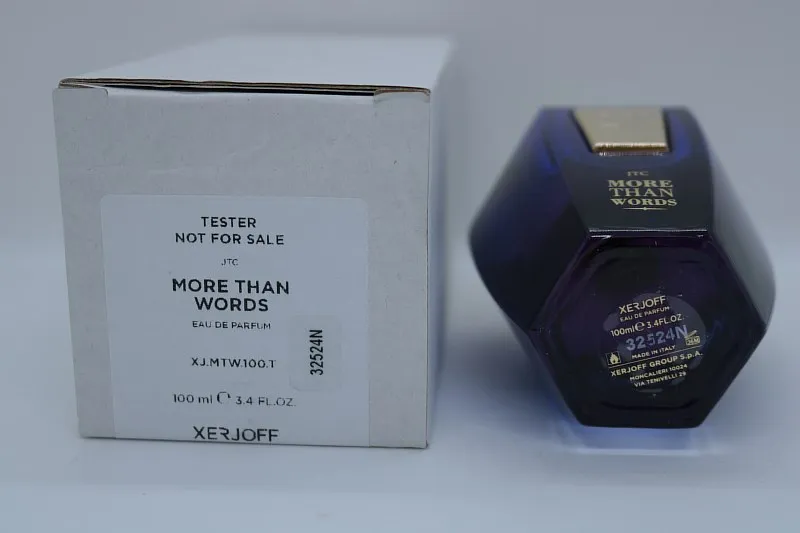 TESTER
NOT FOR SALE
JTC
MORE THAN
WORDS
EAU DE PARFUM
XJ.MTW.100.T
32524N
100 ml ℮ 3.4 FL.OZ.
XERJOFF
JTC
MORE
THAN
WORDS
XERJOFF
EAU DE PARFUM
100ml ℮ 3.4FL.OZ.
32524N
MADE IN ITALY
XERJOFF GROUP S.p.A.
MONCALIERI 10024
VIA TENIVELLI 29